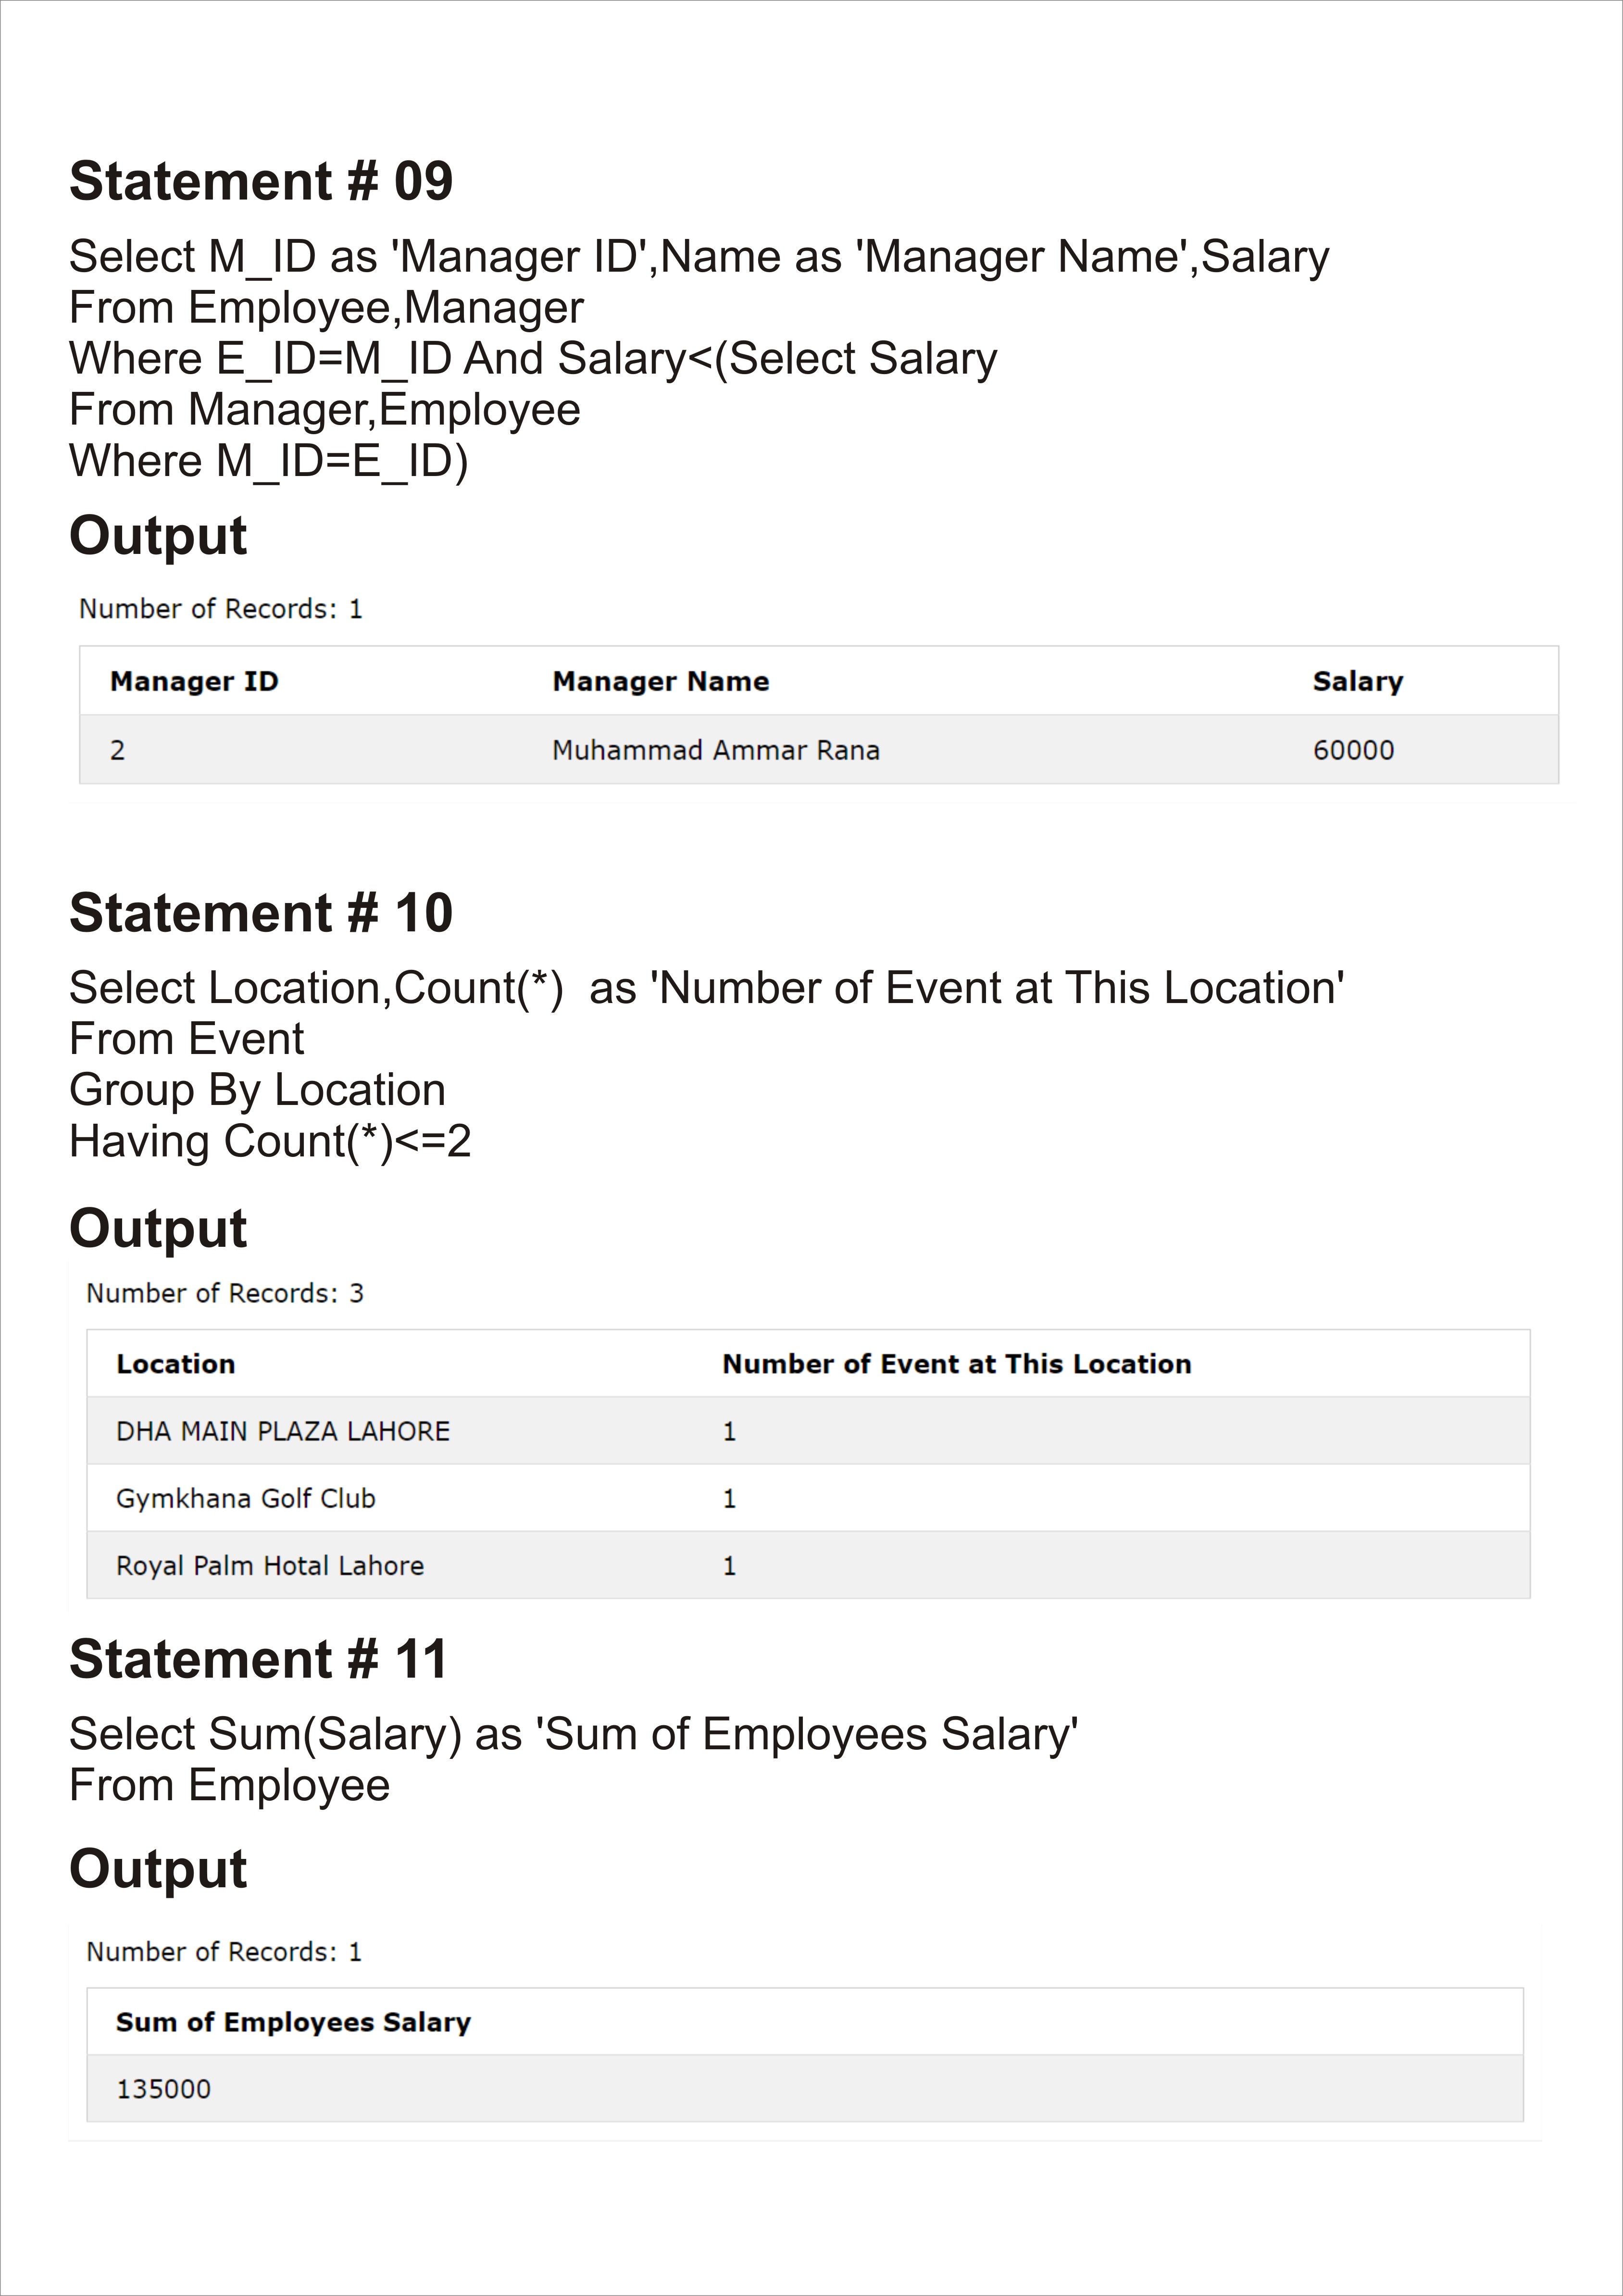 Statement # 09
Select M_ID as 'Manager ID',Name as 'Manager Name',Salary
From Employee,Manager
Where E_ID=M_ID And Salary<(Select Salary
From Manager,Employee
Where M_ID=E_ID)
Output
Number of Records: 1
Manager ID Manager Name Salary
2 Muhammad Ammar Rana 60000
Statement # 10
Select Location,Count(*)  as 'Number of Event at This Location'
From Event
Group By Location
Having Count(*)<=2
Output
Number of Records: 3
Location Number of Event at This Location
DHA MAIN PLAZA LAHORE 1
Gymkhana Golf Club 1
Royal Palm Hotal Lahore 1
Statement # 11
Select Sum(Salary) as 'Sum of Employees Salary'
From Employee
Output
Number of Records: 1
Sum of Employees Salary
135000